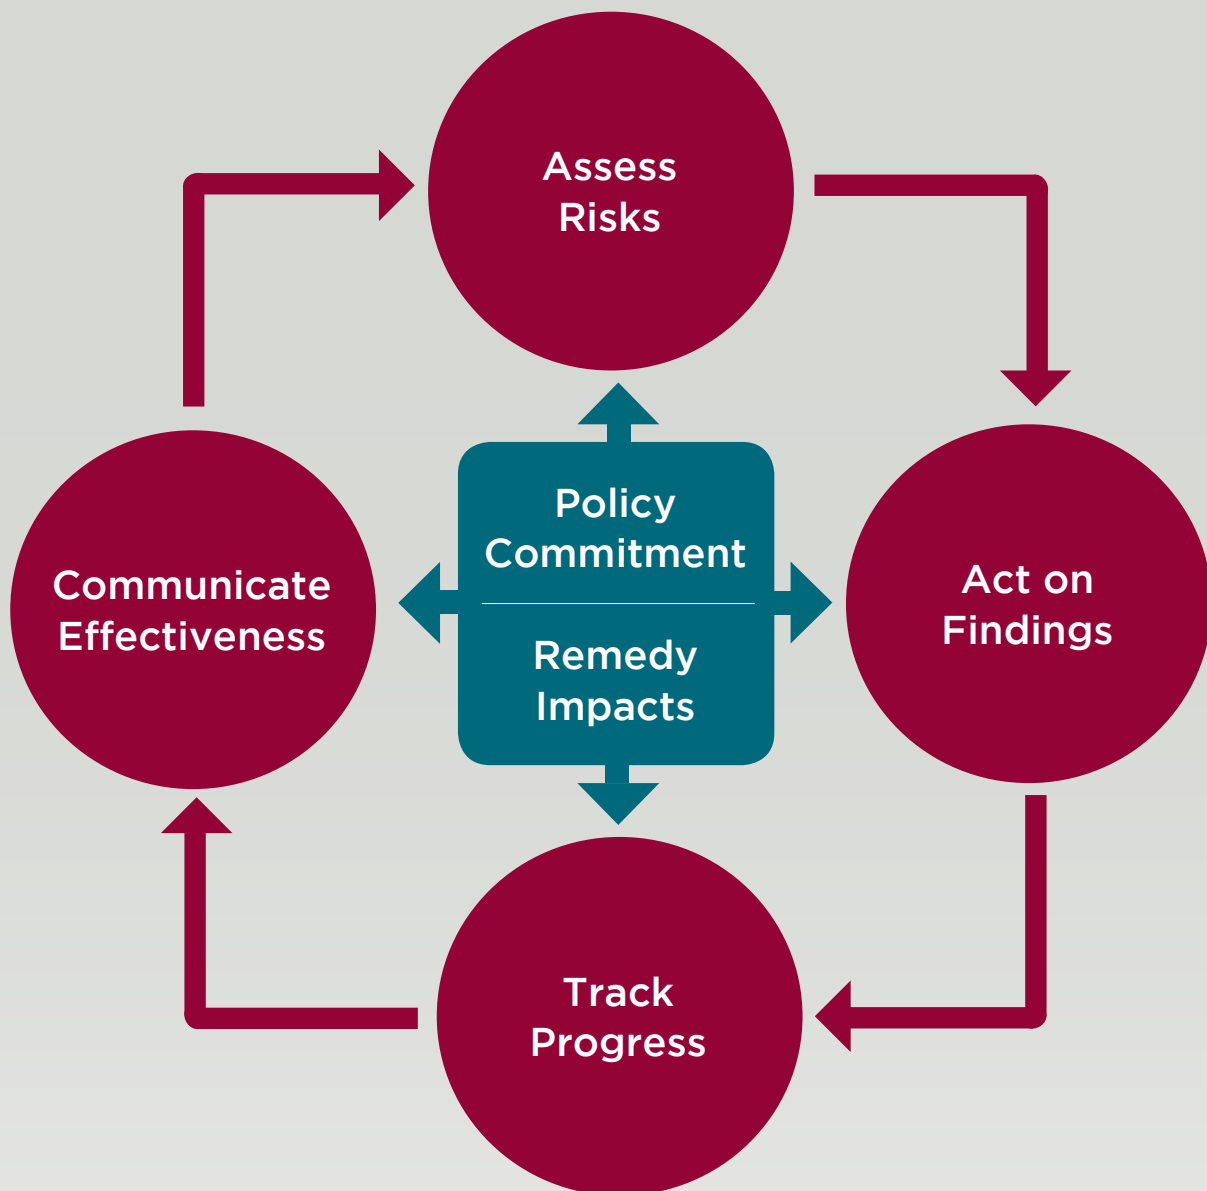 Assess
Risks
Policy
Commitment
Remedy
Impacts
Communicate
Effectiveness
Act on
Findings
Track
Progress